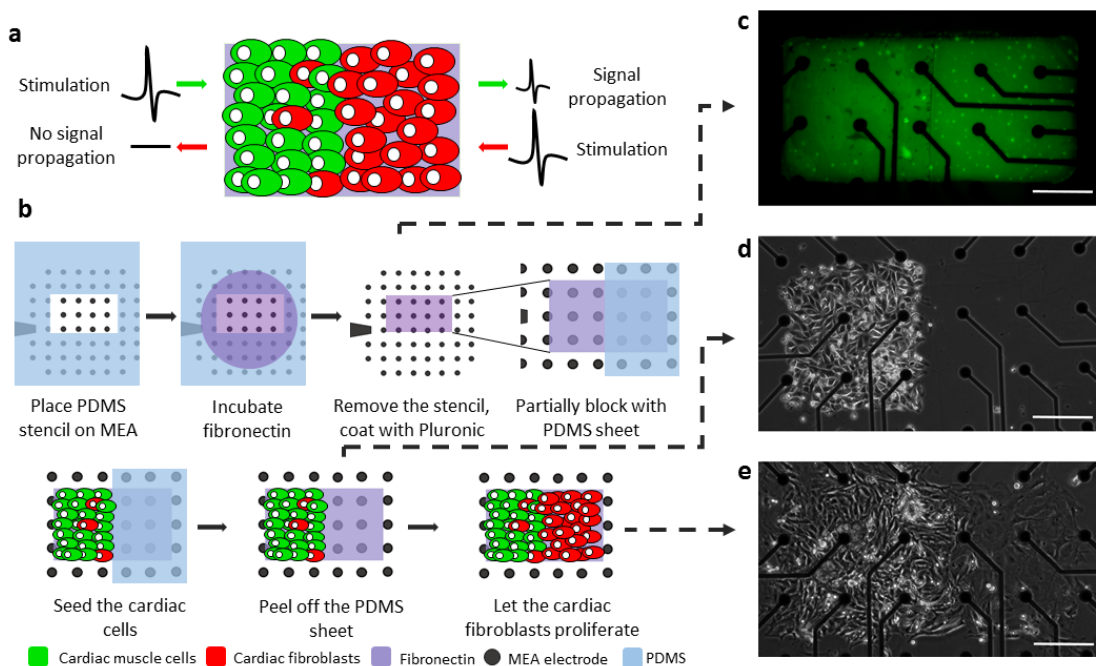 a
Stimulation
No signal
propagation
Signal
propagation
Stimulation
b
Place PDMS
stencil on MEA
Incubate
fibronectin
Remove the stencil,
coat with Pluronic
Partially block with
PDMS sheet
Seed the cardiac
cells
Peel off the PDMS
sheet
Let the cardiac
fibroblasts proliferate
Cardiac muscle cells
Cardiac fibroblasts
Fibronectin
MEA electrode
PDMS
c
d
e